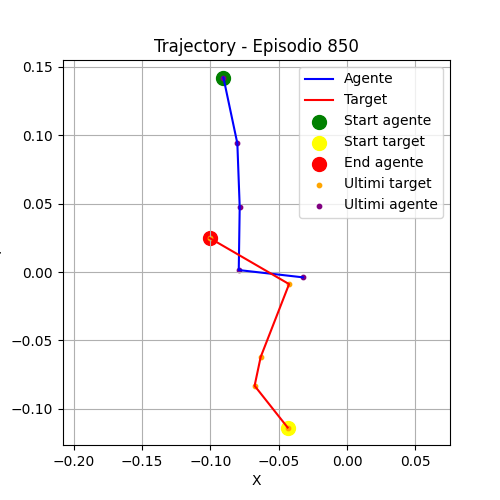 Trajectory - Episodio 850
0.15
0.10
0.05
0.00
−0.05
−0.10
Agente
Target
Start agente
Start target
End agente
Ultimi target
Ultimi agente
−0.20
−0.15
−0.10
−0.05
0.00
0.05
X